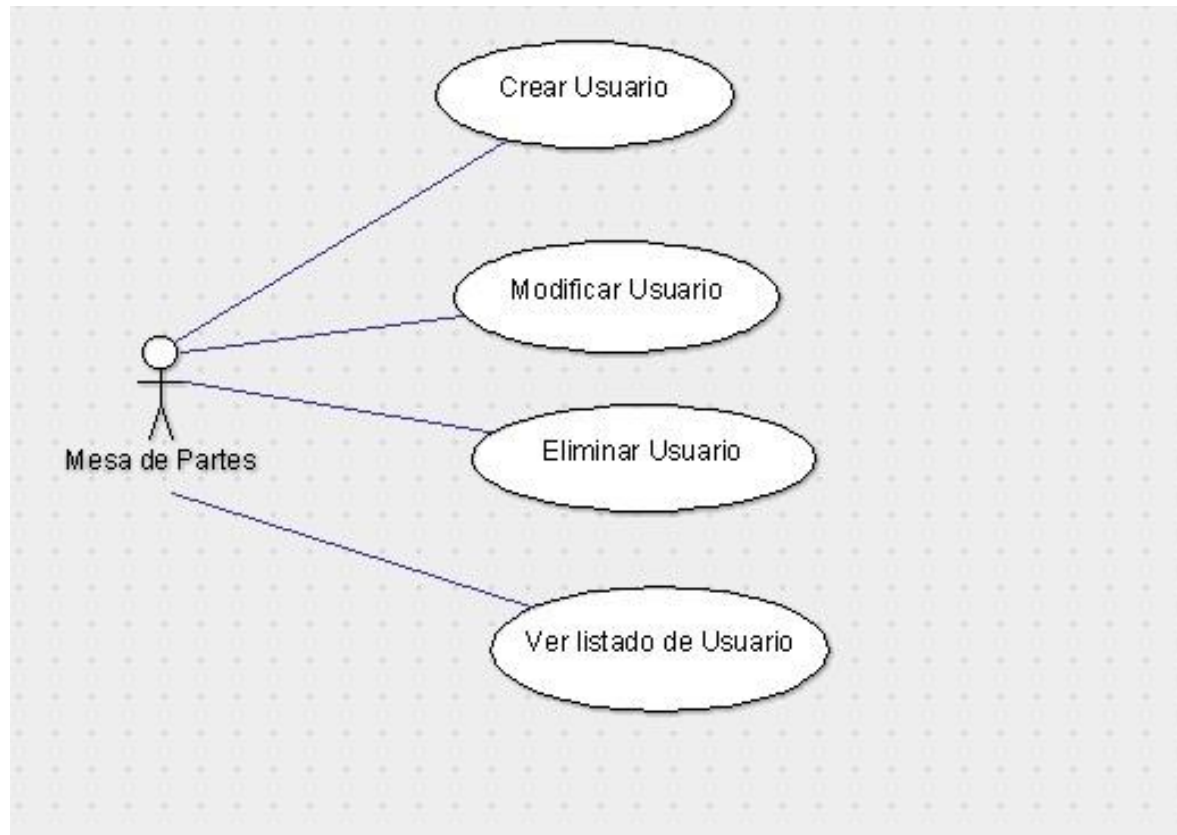 Crear Usuario
Modificar Usuario
Eliminar Usuario
Mesa de Partes
Ver listado de Usuario